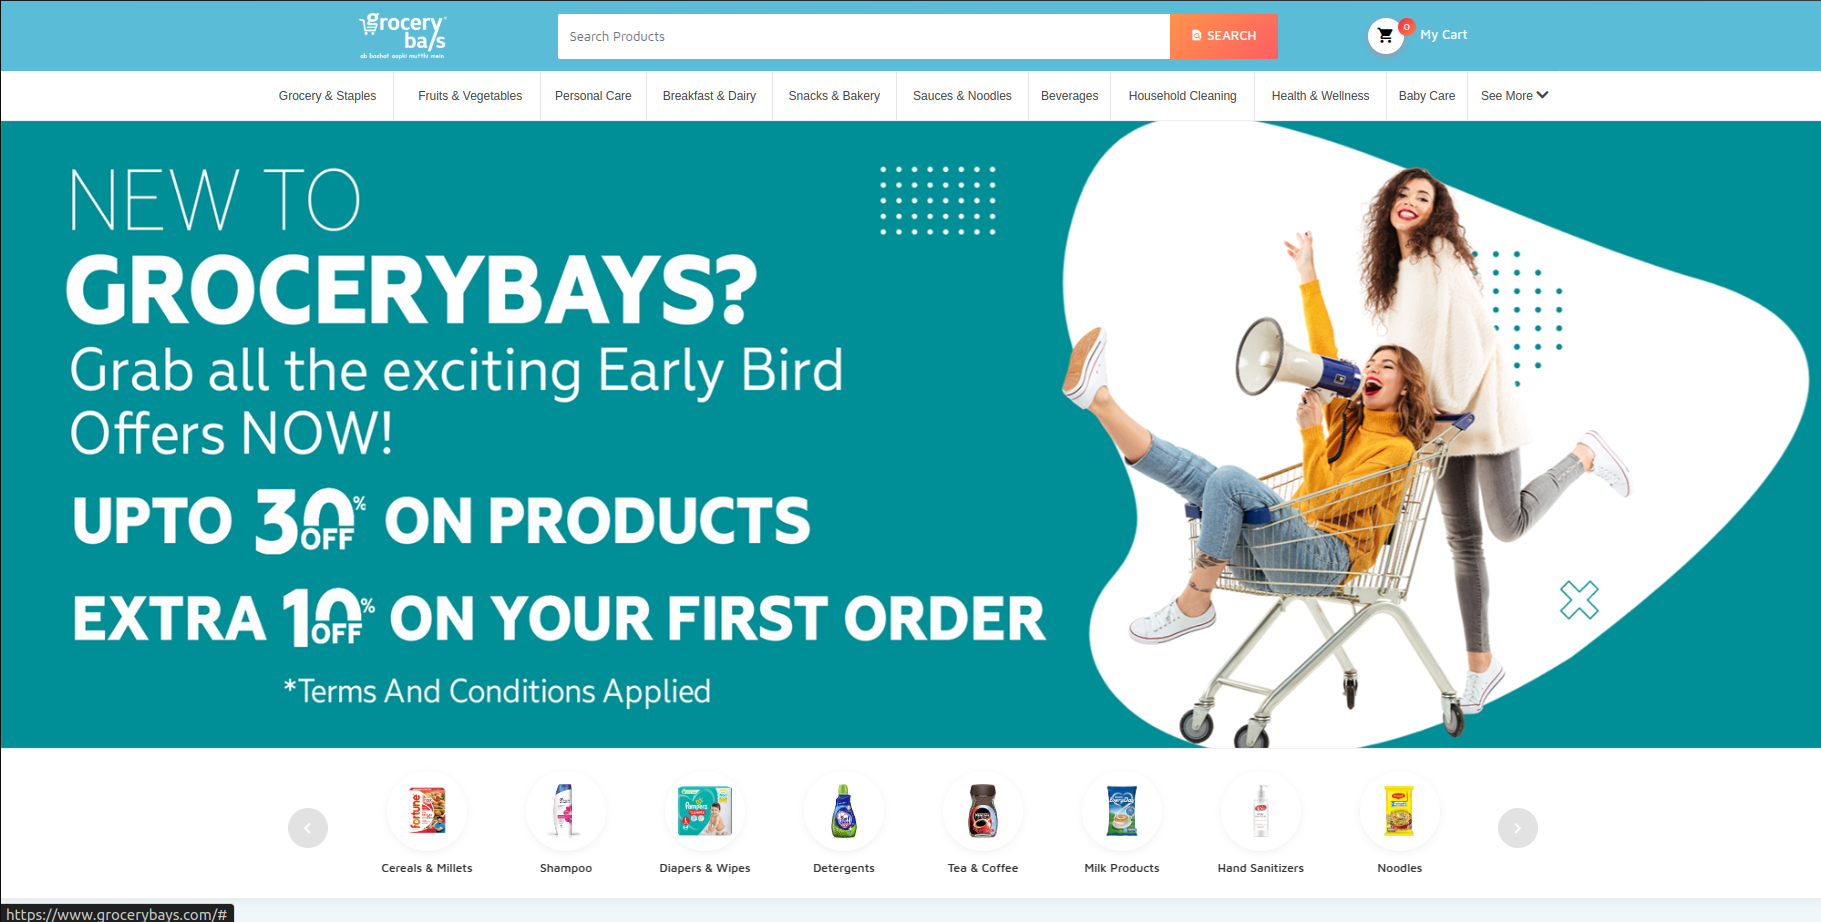 grocery
bays
ab bachat aapki mutthi mein
Search Products
SEARCH
0
My Cart
Grocery & Staples
Fruits & Vegetables
Personal Care
Breakfast & Dairy
Snacks & Bakery
Sauces & Noodles
Beverages
Household Cleaning
Health & Wellness
Baby Care
See More
NEW TO
GROCERYBAYS?
Grab all the exciting Early Bird
Offers NOW!
UPTO 30% OFF ON PRODUCTS
EXTRA 10% OFF ON YOUR FIRST ORDER
*Terms And Conditions Applied
fortune
Pampers
EveryDay
Cereals & Millets
Shampoo
Diapers & Wipes
Detergents
Tea & Coffee
Milk Products
Hand Sanitizers
Noodles
https://www.grocerybays.com/#